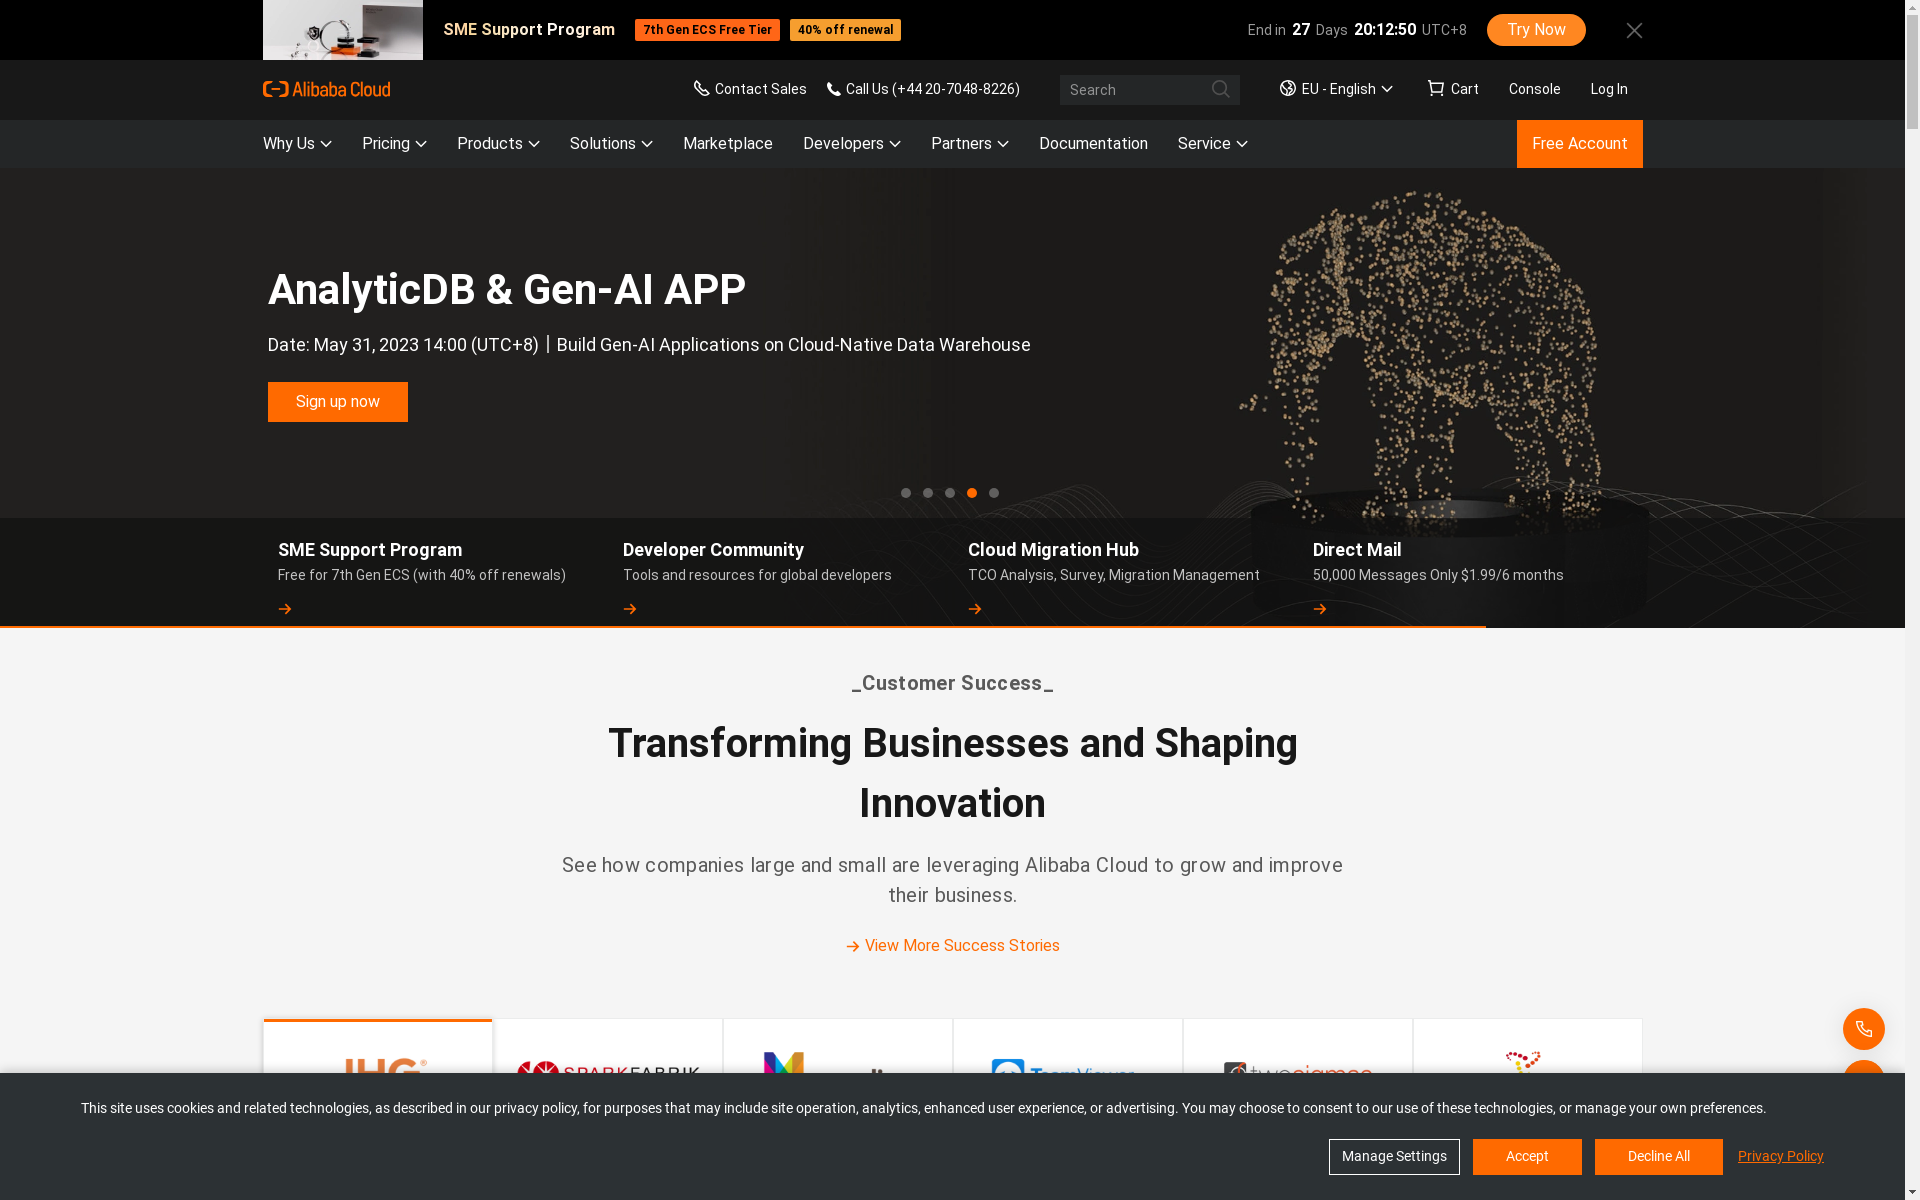 SME Support Program
7th Gen ECS Free Tier
40% off renewal
End in 27 Days 20:12:50 UTC+8
Try Now
Alibaba Cloud
Contact Sales
Call Us (+44 20-7048-8226)
Search
EU - English
Cart
Console
Log In
Why Us
Pricing
Products
Solutions
Marketplace
Developers
Partners
Documentation
Service
Free Account
AnalyticDB & Gen-AI APP
Date: May 31, 2023 14:00 (UTC+8)｜Build Gen-AI Applications on Cloud-Native Data Warehouse
Sign up now
SME Support Program
Free for 7th Gen ECS (with 40% off renewals)
Developer Community
Tools and resources for global developers
Cloud Migration Hub
TCO Analysis, Survey, Migration Management
Direct Mail
50,000 Messages Only $1.99/6 months
_Customer Success_
Transforming Businesses and Shaping
Innovation
See how companies large and small are leveraging Alibaba Cloud to grow and improve
their business.
View More Success Stories
IHG
SPARKFABRIK
TeamViewer
This site uses cookies and related technologies, as described in our privacy policy, for purposes that may include site operation, analytics, enhanced user experience, or advertising. You may choose to consent to our use of these technologies, or manage your own preferences.
Manage Settings
Accept
Decline All
Privacy Policy